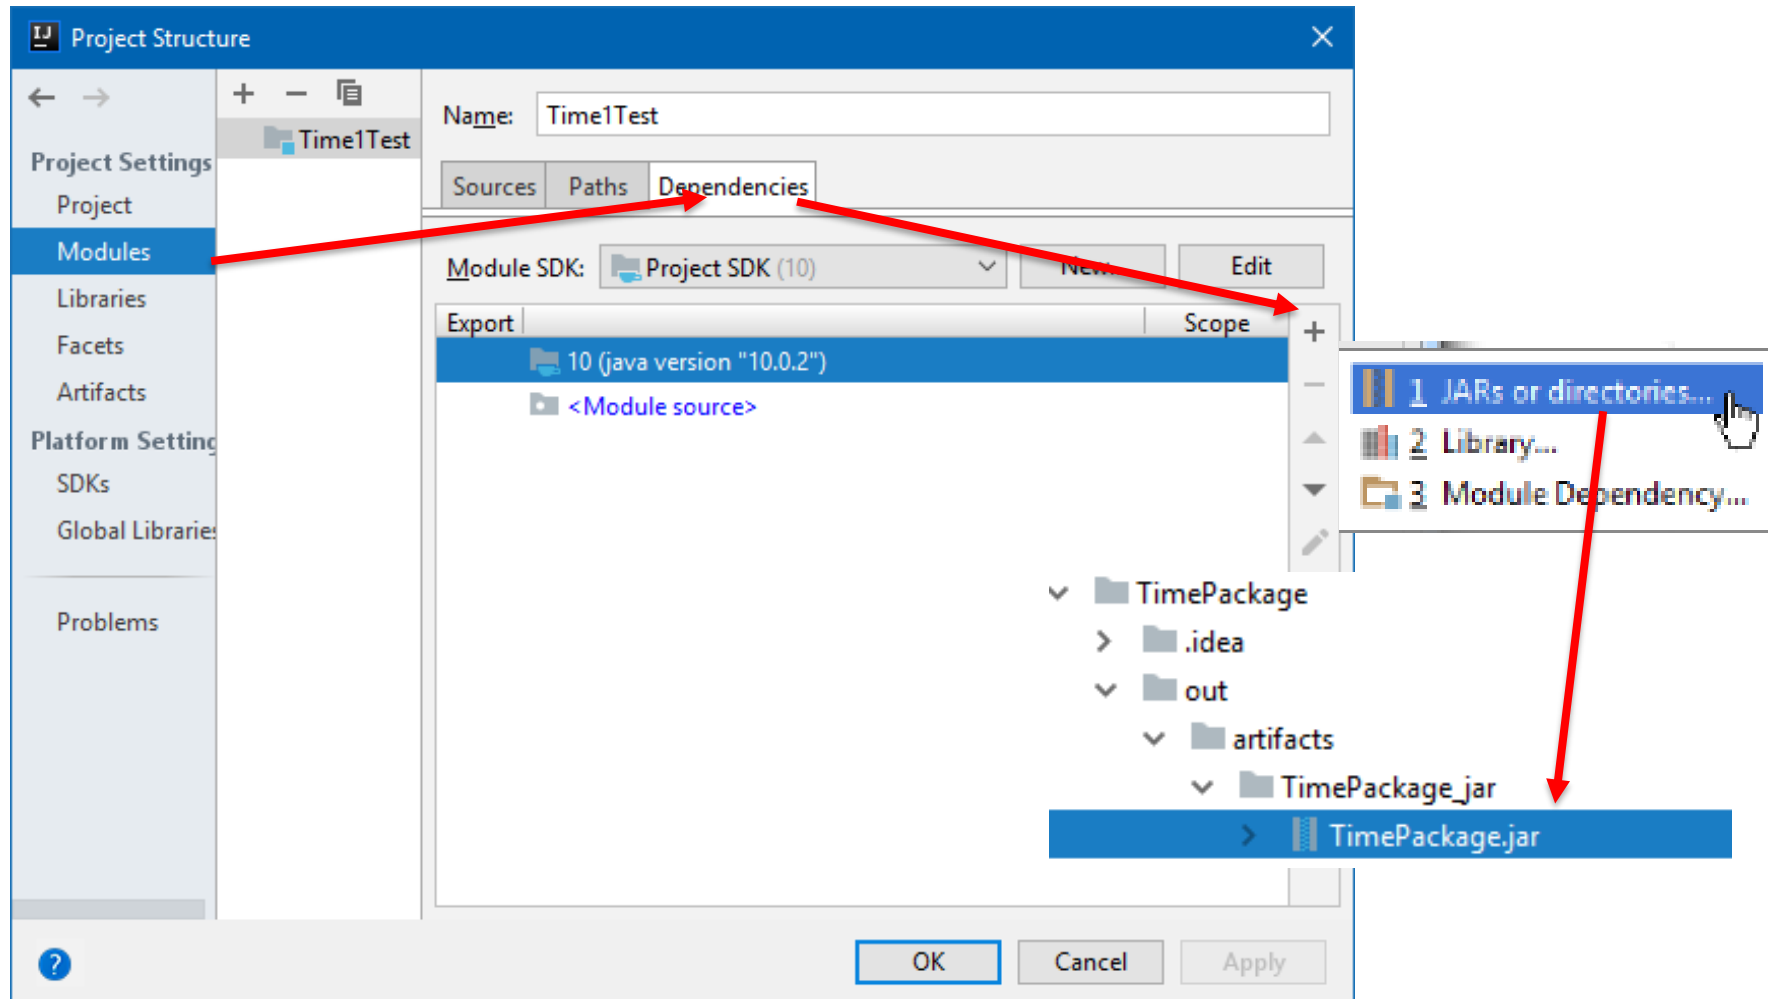 IJ Project Structure
Project Settings
Project
Modules
Libraries
Facets
Artifacts
Platform Setting
SDKs
Global Libraries
Problems
Time1Test
Name: Time1Test
Sources Paths Dependencies
Module SDK: Project SDK (10) New... Edit
Export Scope
10 (java version "10.0.2")
<Module source>
1 JARs or directories...
2 Library...
3 Module Dependency...
TimePackage
.idea
out
artifacts
TimePackage_jar
TimePackage.jar
? OK Cancel Apply